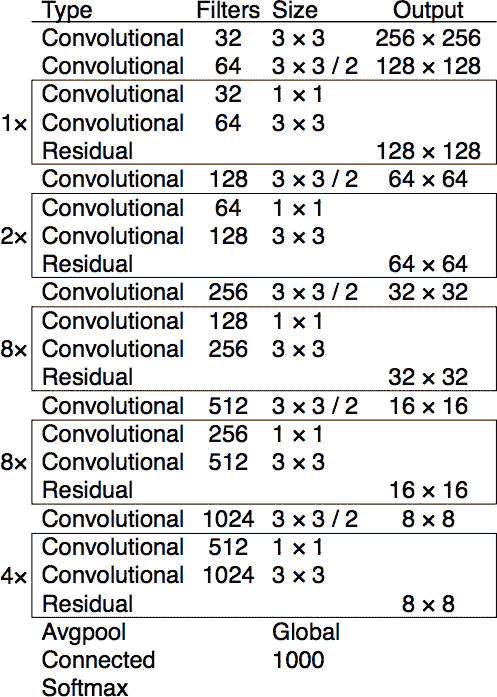 Type Filters Size Output
Convolutional 32 3 × 3 256 × 256
Convolutional 64 3 × 3 / 2 128 × 128
Convolutional 32 1 × 1
1× Convolutional 64 3 × 3
Residual 128 × 128
Convolutional 128 3 × 3 / 2 64 × 64
Convolutional 64 1 × 1
2× Convolutional 128 3 × 3
Residual 64 × 64
Convolutional 256 3 × 3 / 2 32 × 32
Convolutional 128 1 × 1
8× Convolutional 256 3 × 3
Residual 32 × 32
Convolutional 512 3 × 3 / 2 16 × 16
Convolutional 256 1 × 1
8× Convolutional 512 3 × 3
Residual 16 × 16
Convolutional 1024 3 × 3 / 2 8 × 8
Convolutional 512 1 × 1
4× Convolutional 1024 3 × 3
Residual 8 × 8
Avgpool Global
Connected 1000
Softmax